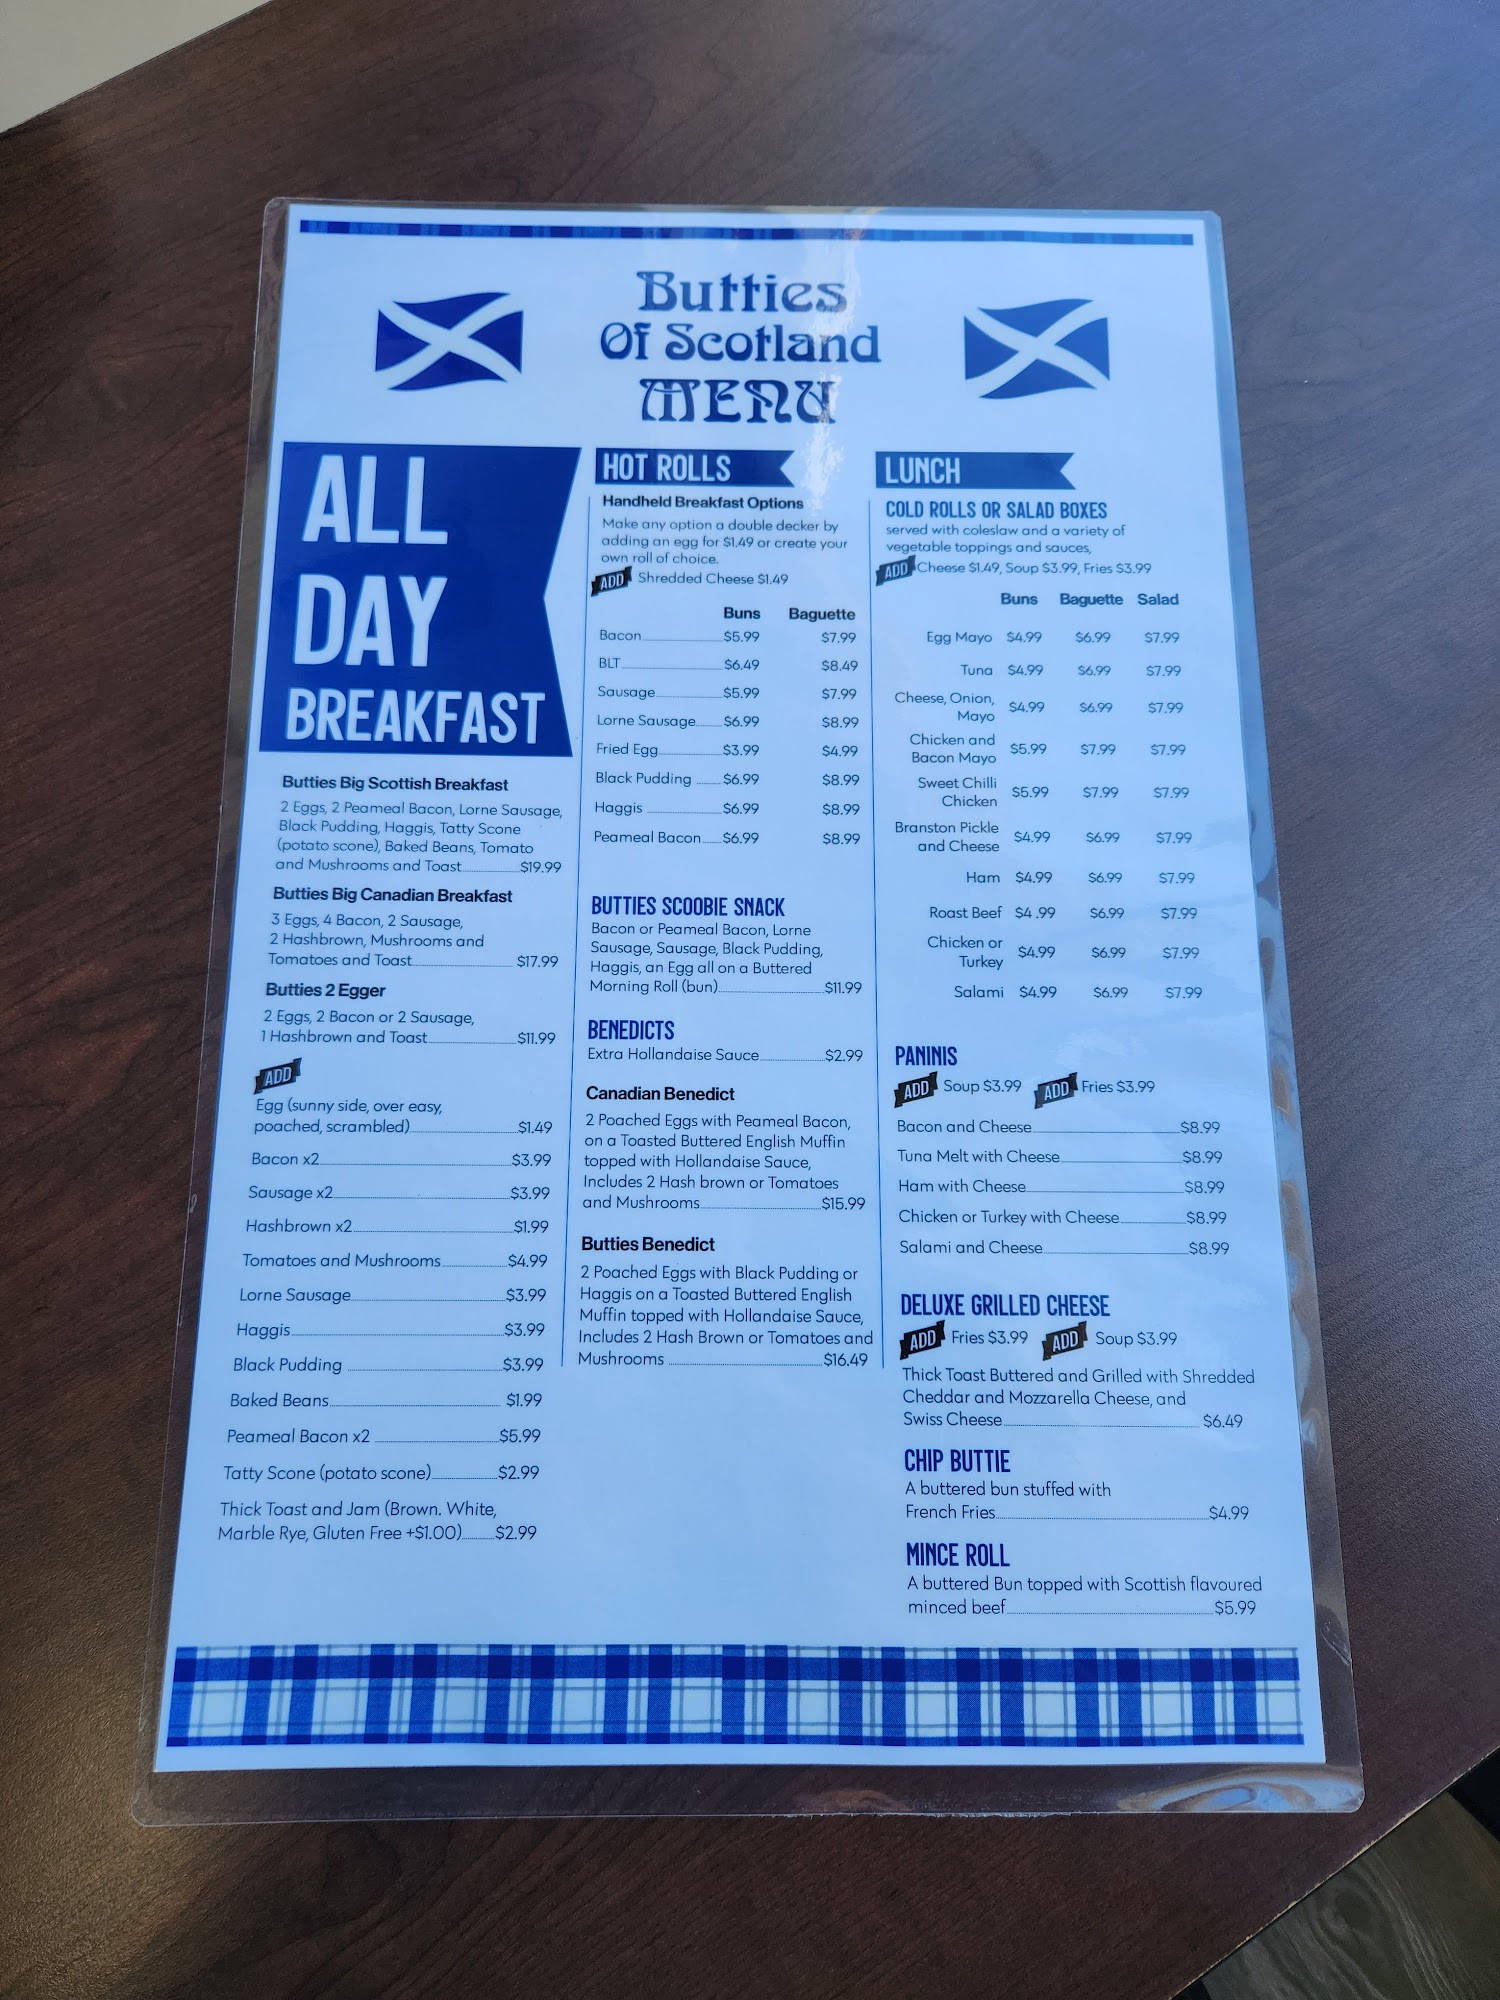 Butties
Of Scotland
MENU
ALL
DAY
BREAKFAST
Butties Big Scottish Breakfast
2 Eggs, 2 Peameal Bacon, Lorne Sausage,
Black Pudding, Haggis, Tatty Scone
(potato scone), Baked Beans, Tomato
and Mushrooms and Toast $19.99
Butties Big Canadian Breakfast
3 Eggs, 4 Bacon, 2 Sausage,
2 Hashbrown, Mushrooms and
Tomatoes and Toast $17.99
Butties 2 Egger
2 Eggs, 2 Bacon or 2 Sausage,
1 Hashbrown and Toast $11.99
ADD
Egg (sunny side, over easy,
poached, scrambled) $1.49
Bacon x2 $3.99
Sausage x2 $3.99
Hashbrown x2 $1.99
Tomatoes and Mushrooms $4.99
Lorne Sausage $3.99
Haggis $3.99
Black Pudding $3.99
Baked Beans $1.99
Peameal Bacon x2 $5.99
Tatty Scone (potato scone) $2.99
Thick Toast and Jam (Brown. White,
Marble Rye, Gluten Free +$1.00) $2.99
HOT ROLLS
Handheld Breakfast Options
Make any option a double decker by
adding an egg for $1.49 or create your
own roll of choice.
ADD Shredded Cheese $1.49
Buns Baguette
Bacon $5.99 $7.99
BLT $6.49 $8.49
Sausage $5.99 $7.99
Lorne Sausage $6.99 $8.99
Fried Egg $3.99 $4.99
Black Pudding $6.99 $8.99
Haggis $6.99 $8.99
Peameal Bacon $6.99 $8.99
BUTTIES SCOOBIE SNACK
Bacon or Peameal Bacon, Lorne
Sausage, Sausage, Black Pudding,
Haggis, an Egg all on a Buttered
Morning Roll (bun) $11.99
BENEDICTS
Extra Hollandaise Sauce $2.99
Canadian Benedict
2 Poached Eggs with Peameal Bacon,
on a Toasted Buttered English Muffin
topped with Hollandaise Sauce,
Includes 2 Hash brown or Tomatoes
and Mushrooms $15.99
Butties Benedict
2 Poached Eggs with Black Pudding or
Haggis on a Toasted Buttered English
Muffin topped with Hollandaise Sauce,
Includes 2 Hash Brown or Tomatoes and
Mushrooms $16.49
LUNCH
COLD ROLLS OR SALAD BOXES
served with coleslaw and a variety of
vegetable toppings and sauces,
ADD Cheese $1.49, Soup $3.99, Fries $3.99
Buns Baguette Salad
Egg Mayo $4.99 $6.99 $7.99
Tuna $4.99 $6.99 $7.99
Cheese, Onion,
Mayo $4.99 $6.99 $7.99
Chicken and
Bacon Mayo $5.99 $7.99 $7.99
Sweet Chilli
Chicken $5.99 $7.99 $7.99
Branston Pickle
and Cheese $4.99 $6.99 $7.99
Ham $4.99 $6.99 $7.99
Roast Beef $4 .99 $6.99 $7.99
Chicken or
Turkey $4.99 $6.99 $7.99
Salami $4.99 $6.99 $7.99
PANINIS
ADD Soup $3.99 ADD Fries $3.99
Bacon and Cheese $8.99
Tuna Melt with Cheese $8.99
Ham with Cheese $8.99
Chicken or Turkey with Cheese $8.99
Salami and Cheese $8.99
DELUXE GRILLED CHEESE
ADD Fries $3.99 ADD Soup $3.99
Thick Toast Buttered and Grilled with Shredded
Cheddar and Mozzarella Cheese, and
Swiss Cheese $6.49
CHIP BUTTIE
A buttered bun stuffed with
French Fries $4.99
MINCE ROLL
A buttered Bun topped with Scottish flavoured
minced beef $5.99